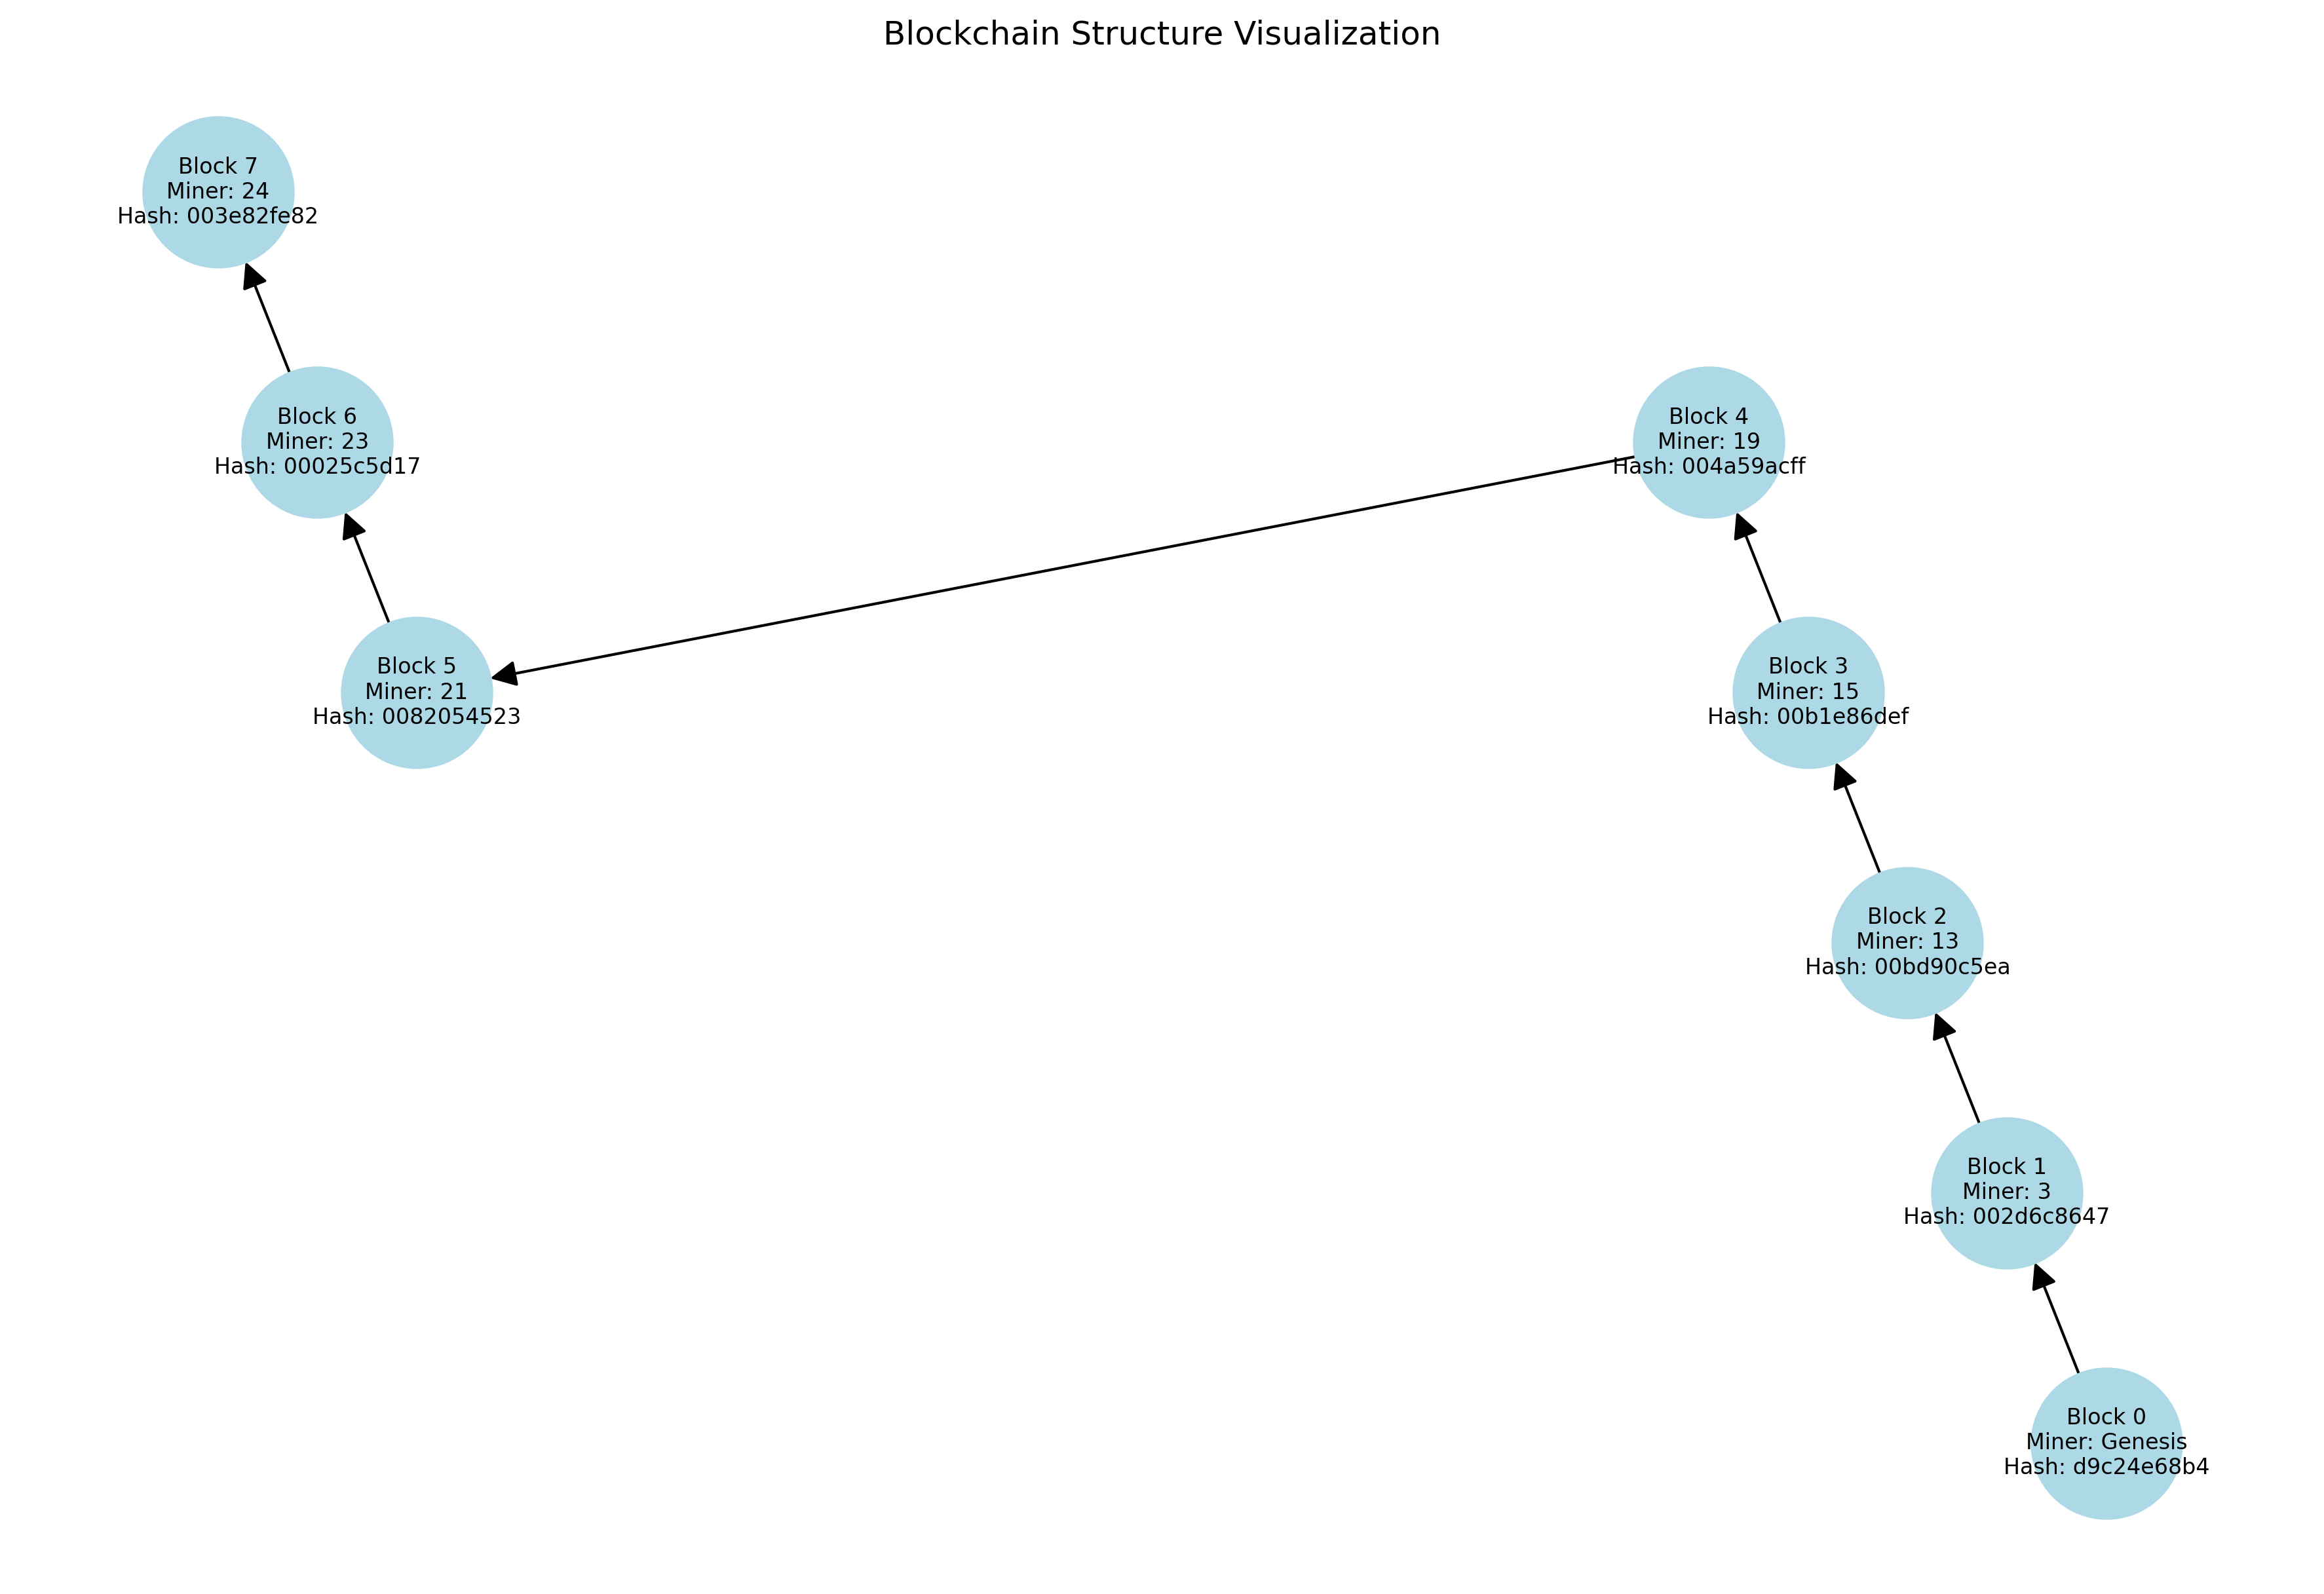 Blockchain Structure Visualization
Block 7
Miner: 24
Hash: 003e82fe82
Block 6
Miner: 23
Hash: 00025c5d17
Block 4
Miner: 19
Hash: 004a59acff
Block 5
Miner: 21
Hash: 0082054523
Block 3
Miner: 15
Hash: 00b1e86def
Block 2
Miner: 13
Hash: 00bd90c5ea
Block 1
Miner: 3
Hash: 002d6c8647
Block 0
Miner: Genesis
Hash: d9c24e68b4